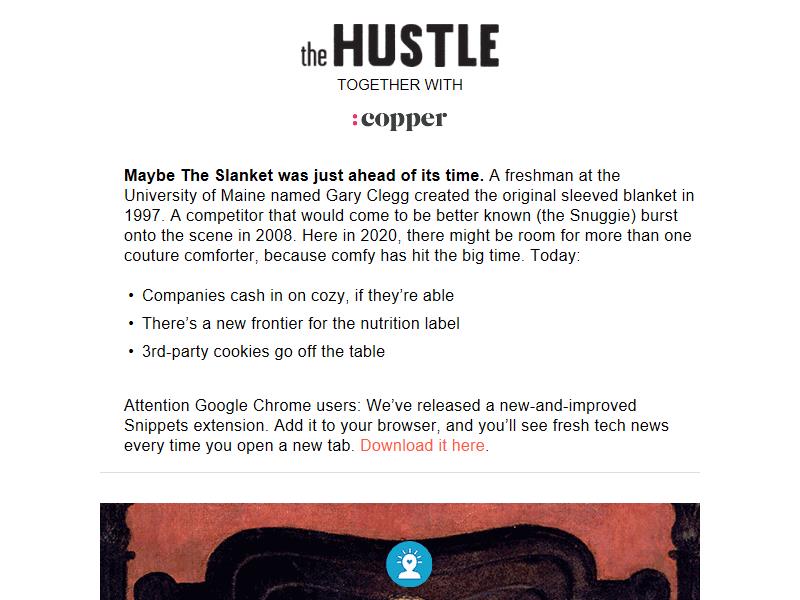 the HUSTLE
TOGETHER WITH
:copper
Maybe The Slanket was just ahead of its time. A freshman at the
University of Maine named Gary Clegg created the original sleeved blanket in
1997. A competitor that would come to be better known (the Snuggie) burst
onto the scene in 2008. Here in 2020, there might be room for more than one
couture comforter, because comfy has hit the big time. Today:
• Companies cash in on cozy, if they’re able
• There’s a new frontier for the nutrition label
• 3rd-party cookies go off the table
Attention Google Chrome users: We’ve released a new-and-improved
Snippets extension. Add it to your browser, and you’ll see fresh tech news
every time you open a new tab. Download it here.